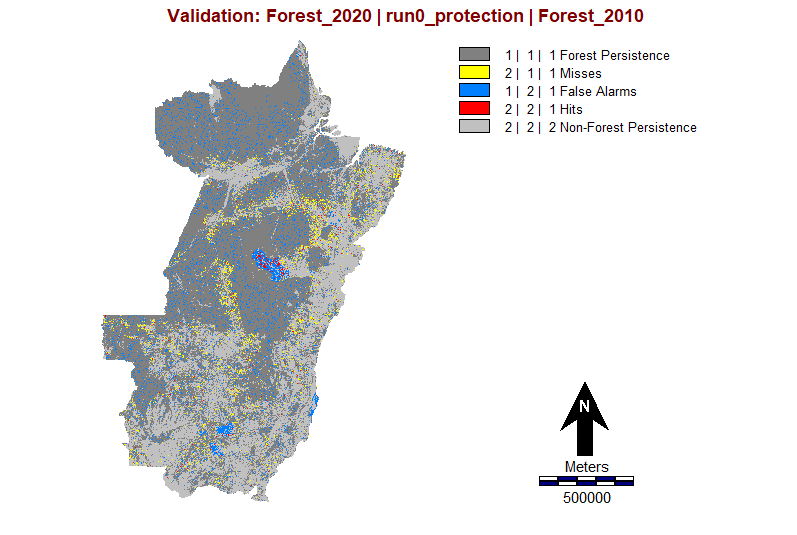 Validation: Forest_2020 | run0_protection | Forest_2010
1 | 1 | 1 Forest Persistence
2 | 1 | 1 Misses
1 | 2 | 1 False Alarms
2 | 2 | 1 Hits
2 | 2 | 2 Non-Forest Persistence
N
Meters
500000